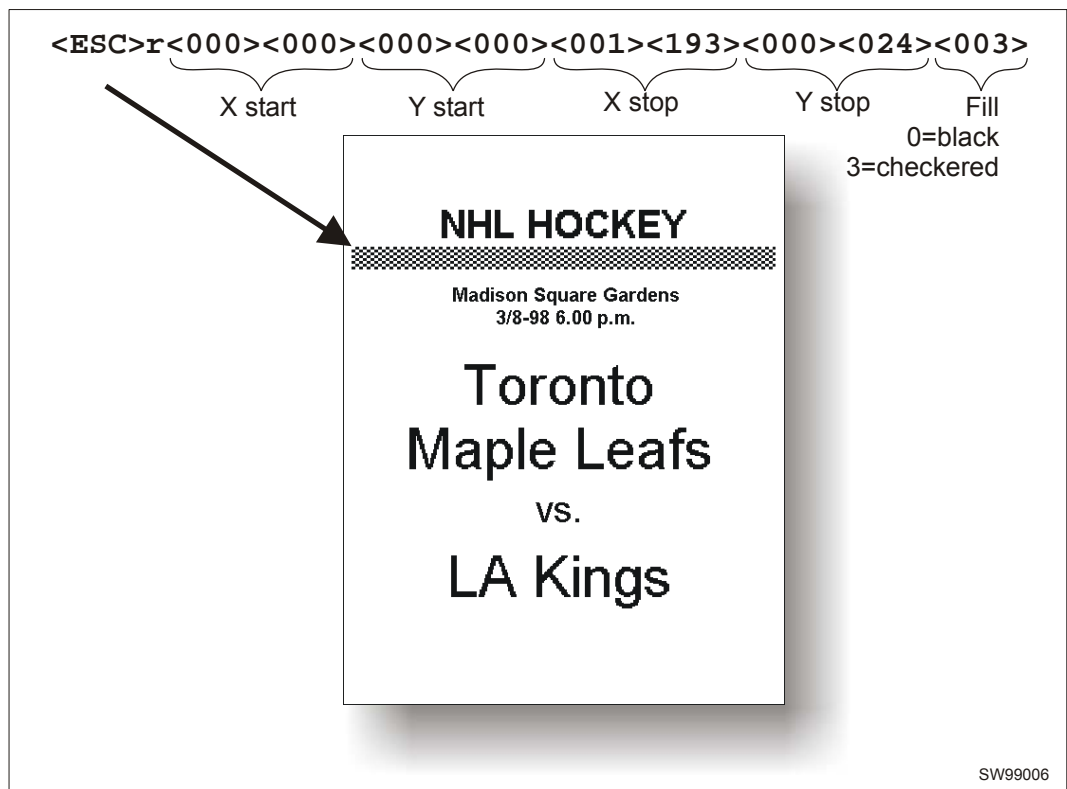 <ESC>r<000><000><000><000><001><193><000><024><003>
X start Y start X stop Y stop Fill
0=black
3=checkered
NHL HOCKEY
Madison Square Gardens
3/8-98 6.00 p.m.
Toronto
Maple Leafs
vs.
LA Kings
SW99006